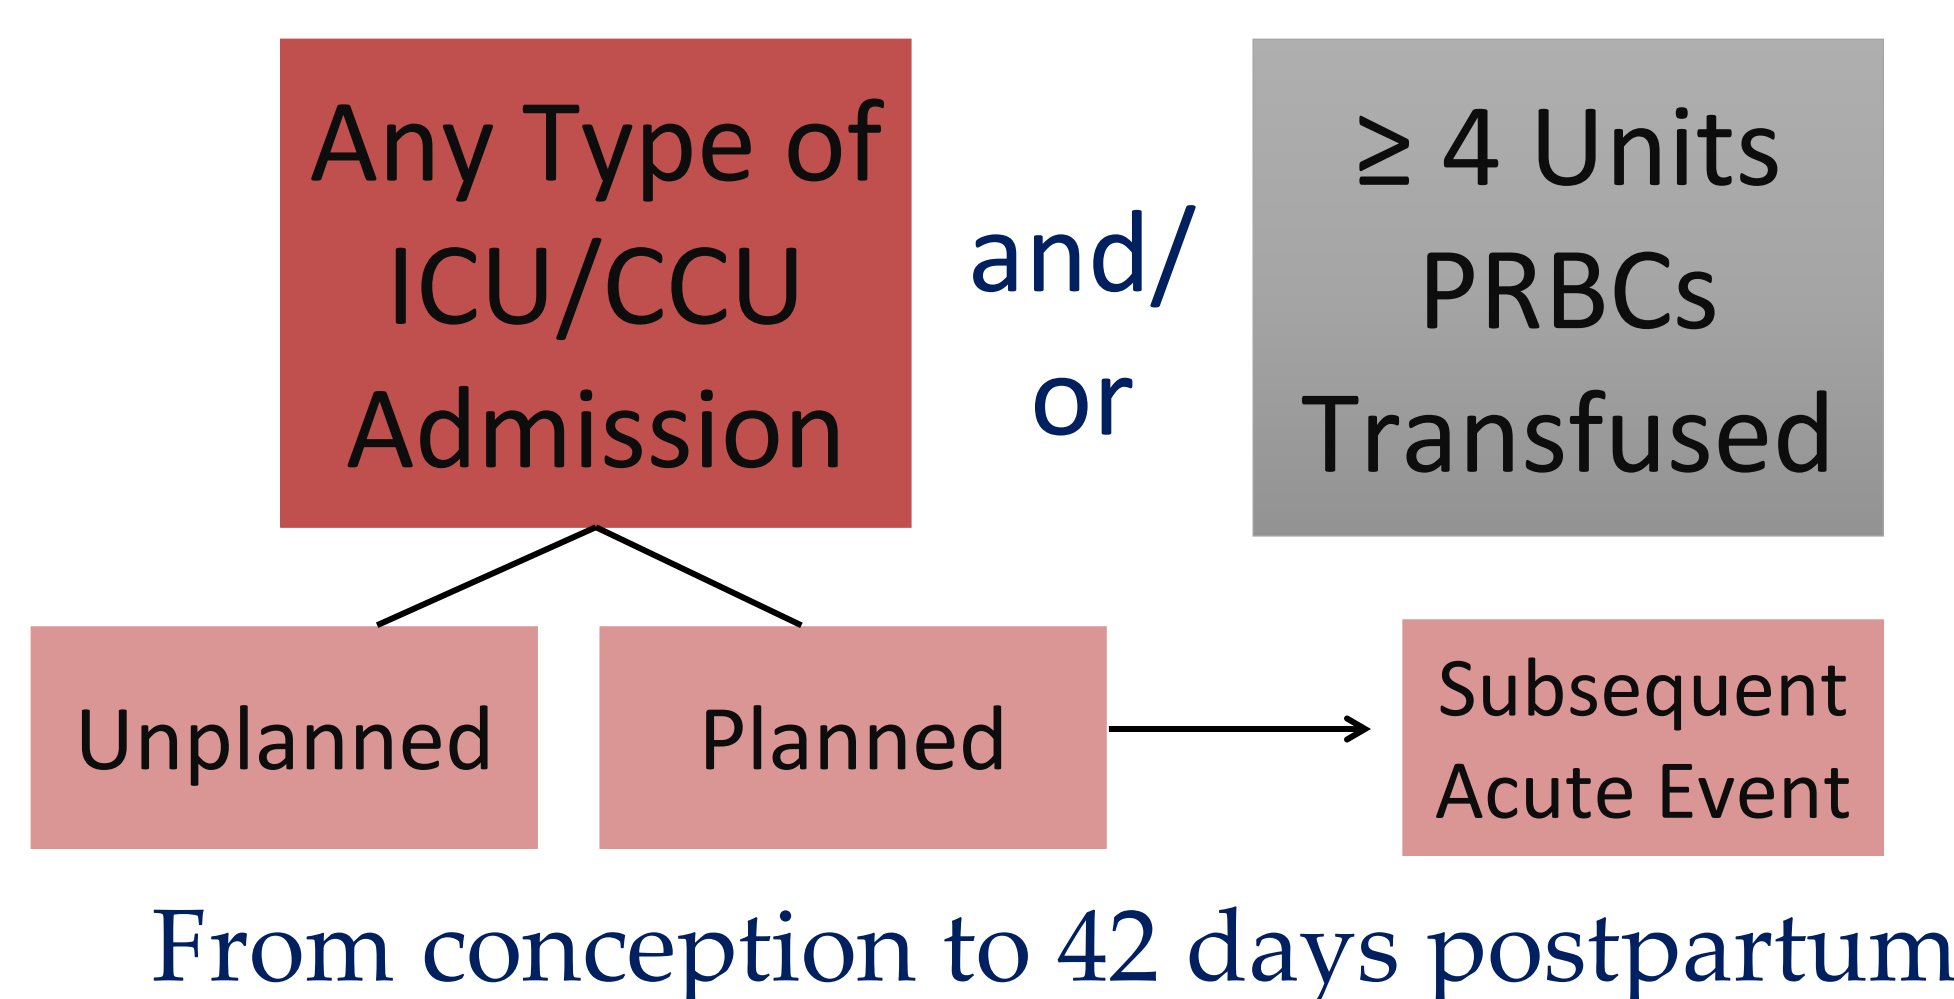 Any Type of
ICU/CCU
Admission
and/
or
≥ 4 Units
PRBCs
Transfused
Unplanned
Planned
Subsequent
Acute Event
From conception to 42 days postpartum